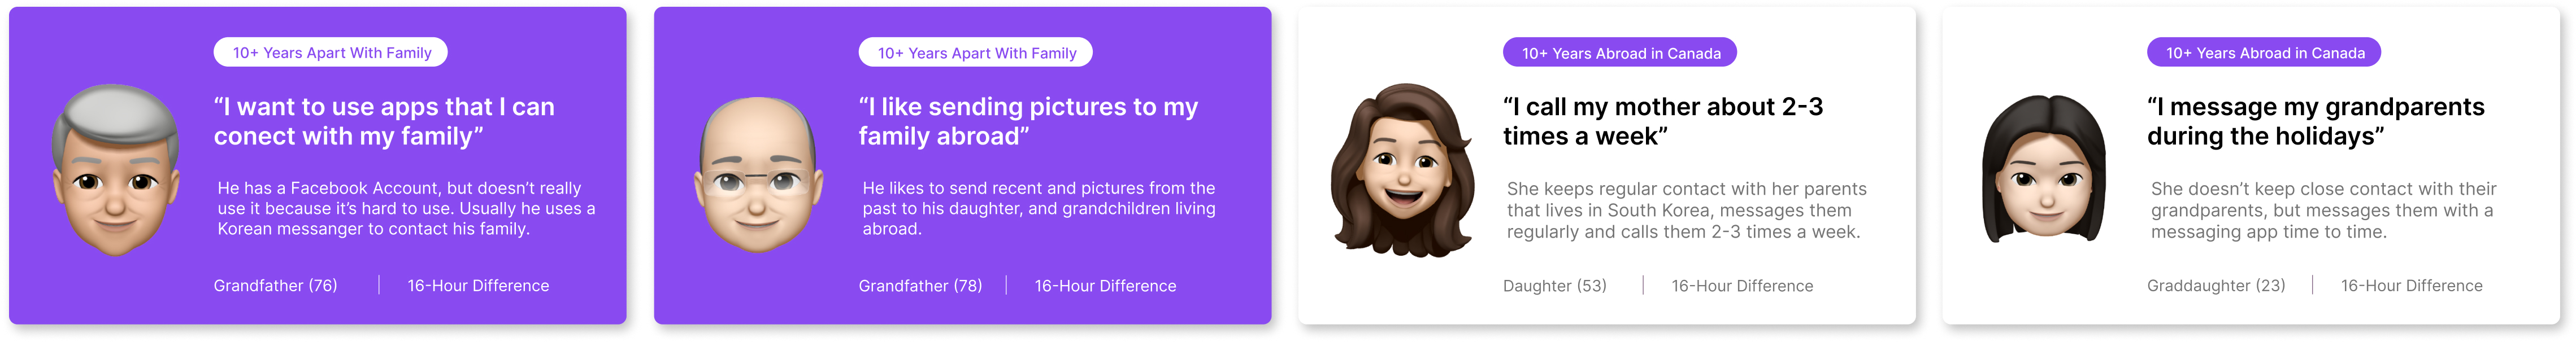 10+ Years Apart With Family
“I want to use apps that I can
conect with my family”
He has a Facebook Account, but doesn’t really
use it because it’s hard to use. Usually he uses a
Korean messanger to contact his family.
Grandfather (76) | 16-Hour Difference
10+ Years Apart With Family
“I like sending pictures to my
family abroad”
He likes to send recent and pictures from the
past to his daughter, and grandchildren living
abroad.
Grandfather (78) | 16-Hour Difference
10+ Years Abroad in Canada
“I call my mother about 2-3
times a week”
She keeps regular contact with her parents
that lives in South Korea, messages them
regularly and calls them 2-3 times a week.
Daughter (53) | 16-Hour Difference
10+ Years Abroad in Canada
“I message my grandparents
during the holidays”
She doesn’t keep close contact with their
grandparents, but messages them with a
messaging app time to time.
Graddaughter (23) | 16-Hour Difference